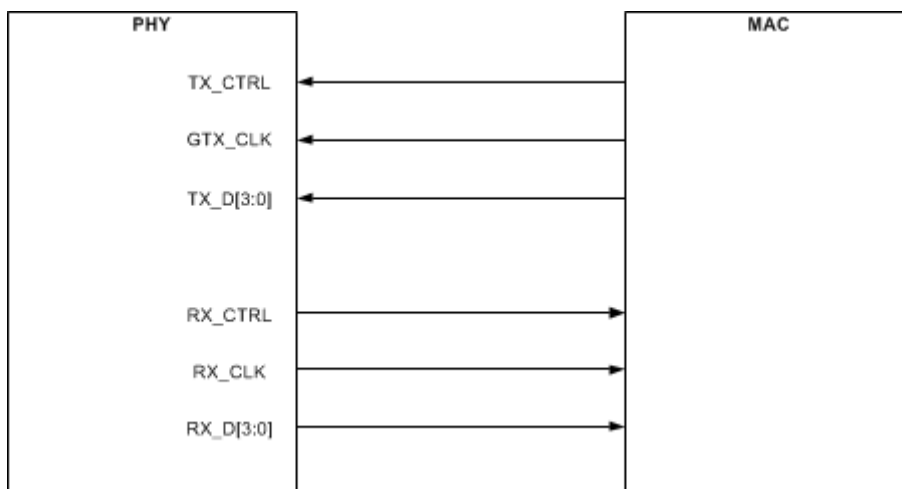 PHY
MAC
TX_CTRL
GTX_CLK
TX_D[3:0]
RX_CTRL
RX_CLK
RX_D[3:0]